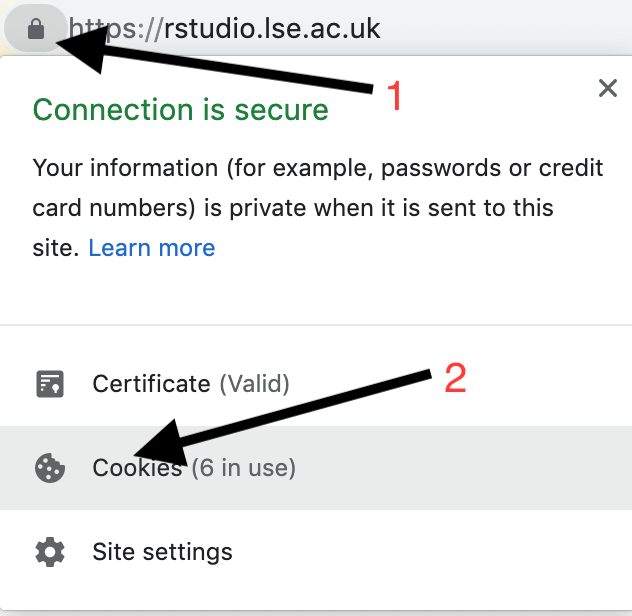 https://rstudio.lse.ac.uk
1
Connection is secure
Your information (for example, passwords or credit
card numbers) is private when it is sent to this
site. Learn more
Certificate (Valid)
2
Cookies (6 in use)
Site settings